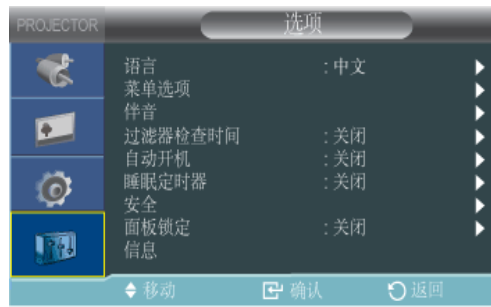 PROJECTOR 选项
语言 : 中文
菜单选项
伴音
过滤器检查时间 : 关闭
自动开机 : 关闭
睡眠定时器 : 关闭
安全
面板锁定 : 关闭
信息
移动 确认 返回